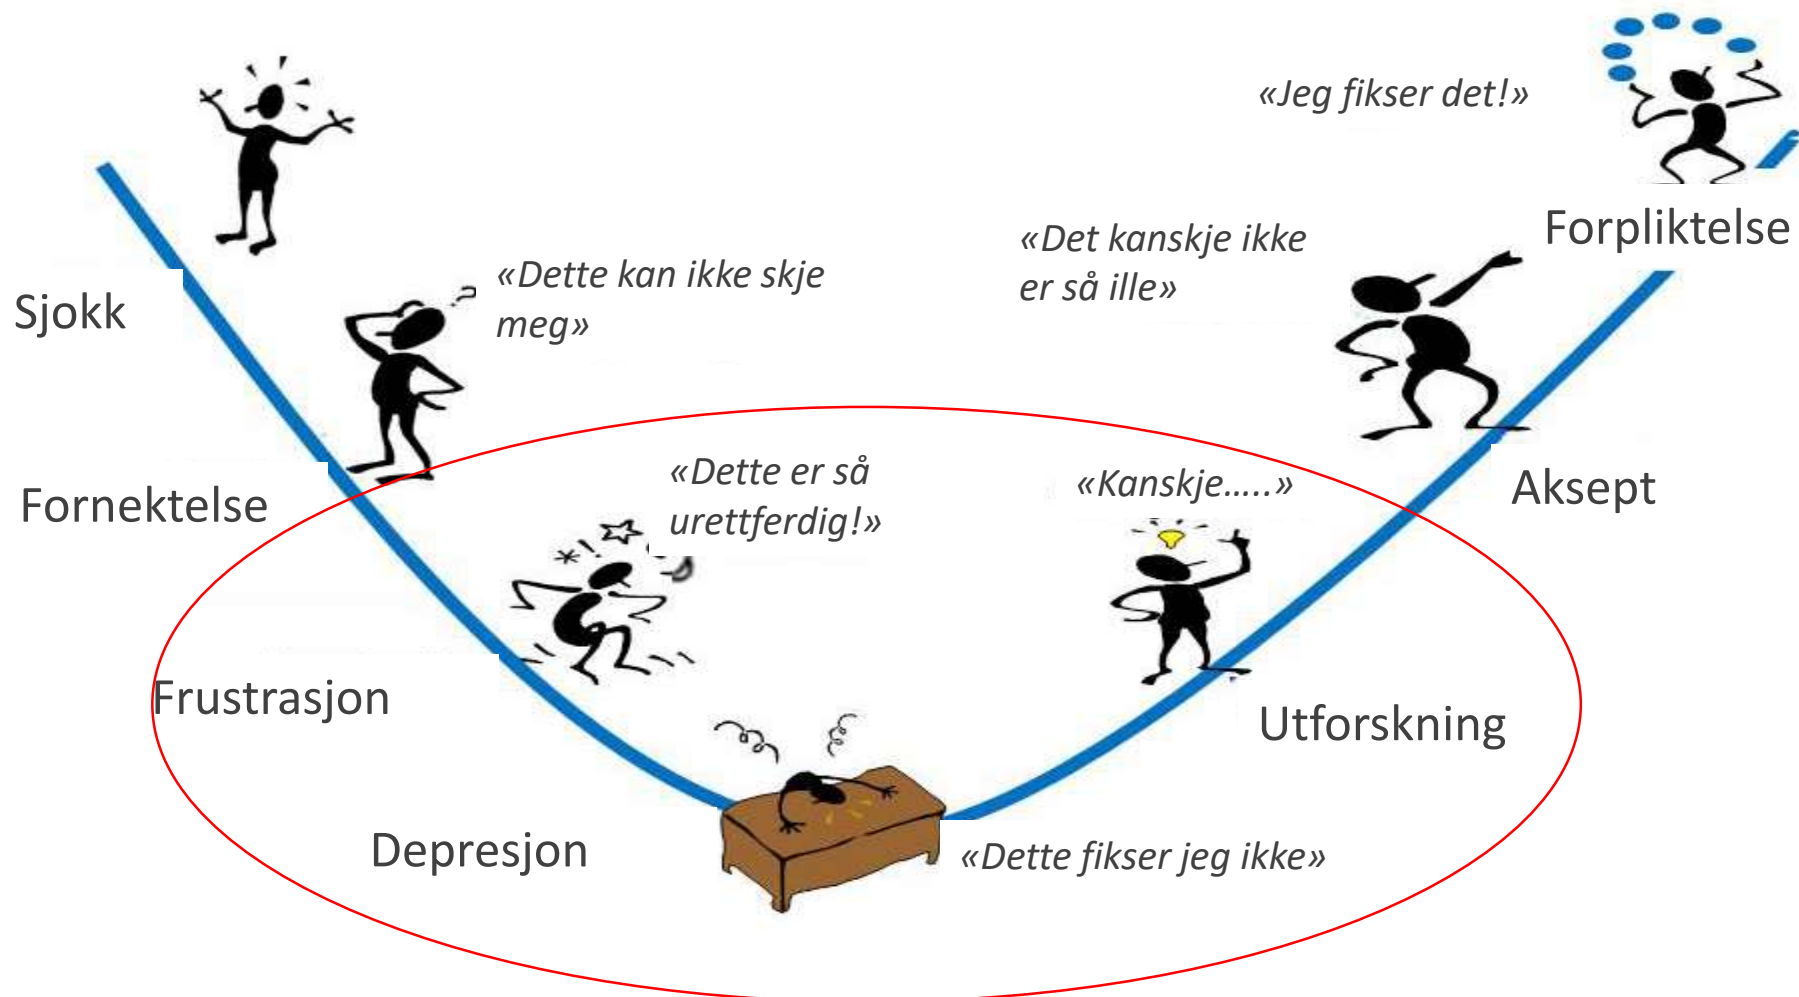 «Jeg fikser det!»
Forpliktelse
«Det kanskje ikke
er så ille»
«Dette kan ikke skje
meg»
?
Sjokk
«Dette er så
urettferdig!»
*!
«Kanskje.....»
Aksept
Fornektelse
Frustrasjon
Utforskning
Depresjon
«Dette fikser jeg ikke»